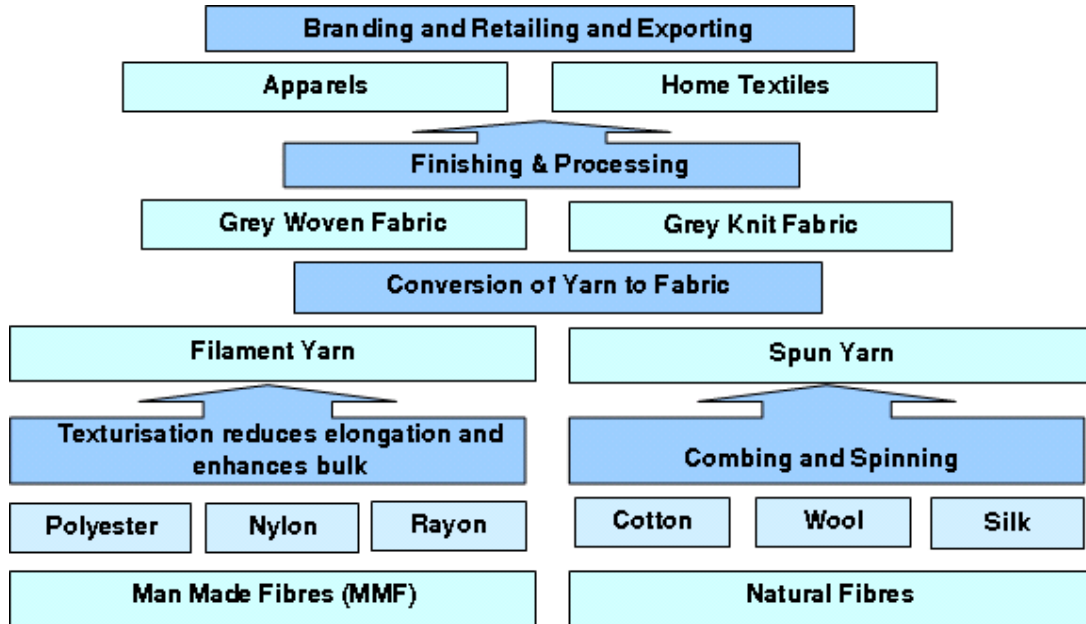 Branding and Retailing and Exporting
Apparels
Home Textiles
Finishing & Processing
Grey Woven Fabric
Grey Knit Fabric
Conversion of Yarn to Fabric
Filament Yarn
Spun Yarn
Texturisation reduces elongation and
enhances bulk
Combing and Spinning
Polyester
Nylon
Rayon
Cotton
Wool
Silk
Man Made Fibres (MMF)
Natural Fibres